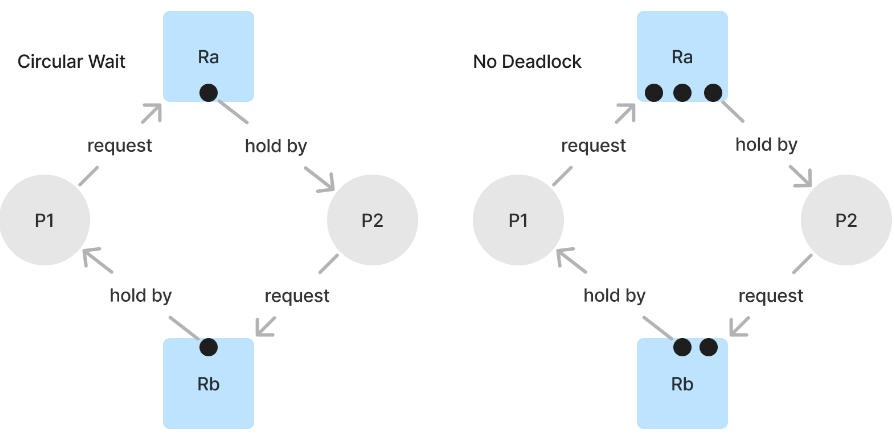 Circular Wait
Ra
request
hold by
P1
P2
hold by
request
Rb
No Deadlock
Ra
request
hold by
P1
P2
hold by
request
Rb